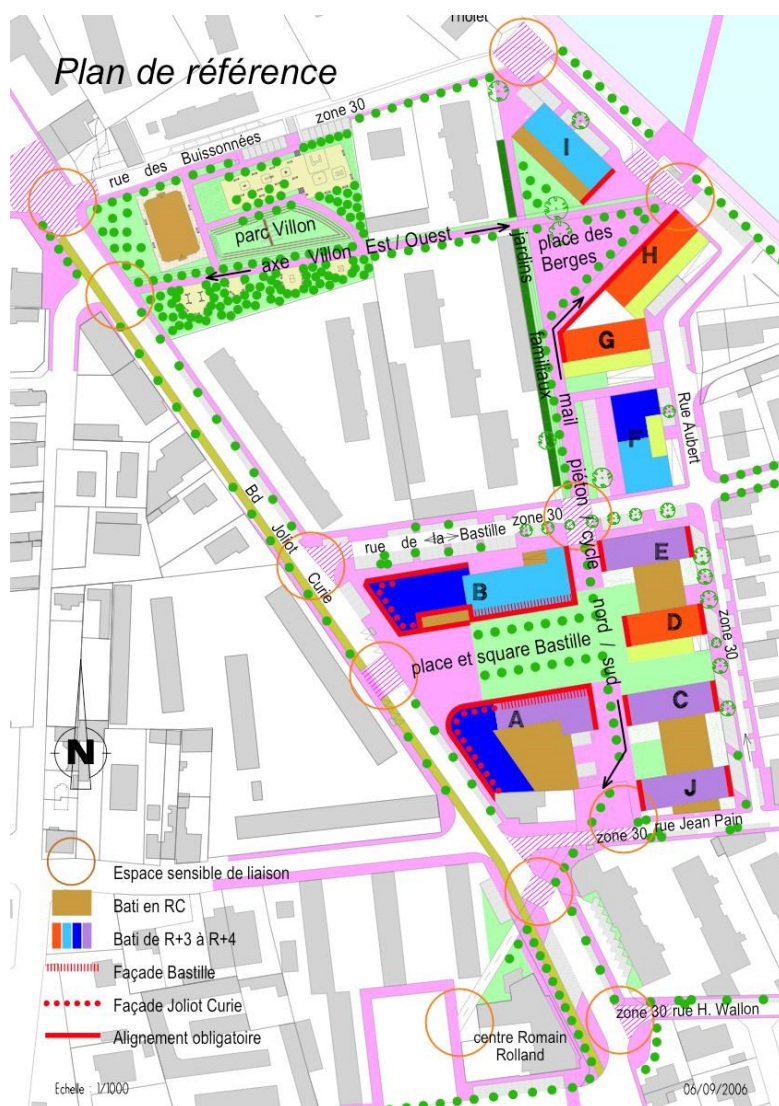 Tholet
Plan de référence
zone 30
rue des Buissonnées
I
parc Villon
axe Villon Est / Ouest
place des
Berges
H
jardins
familiaux
G
mail
piéton
cycle
nord / sud
Rue Aubert
F
Bd Joliot Curie
rue de la Bastille
zone 30
E
B
D
zone 30
place et square Bastille
A
C
J
N
zone 30 rue Jean Pain
Espace sensible de liaison
Bati en RC
Bati de R+3 à R+4
Façade Bastille
Façade Joliot Curie
Alignement obligatoire
zone 30 rue H. Wallon
centre Romain
Rolland
Echelle : 1/1000
06/09/2006